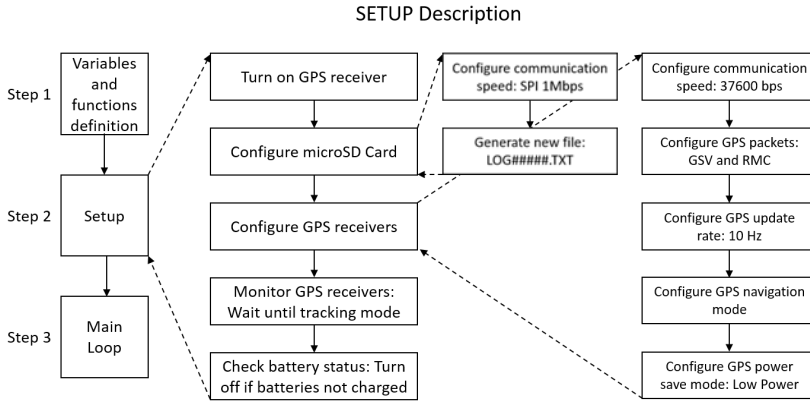 SETUP Description
Step 1
Variables
and
functions
definition
Step 2
Setup
Step 3
Main
Loop
Turn on GPS receiver
Configure microSD Card
Configure GPS receivers
Monitor GPS receivers:
Wait until tracking mode
Check battery status: Turn
off if batteries not charged
Configure communication
speed: SPI 1Mbps
Generate new file:
LOG#####.TXT
Configure communication
speed: 37600 bps
Configure GPS packets:
GSV and RMC
Configure GPS update
rate: 10 Hz
Configure GPS navigation
mode
Configure GPS power
save mode: Low Power